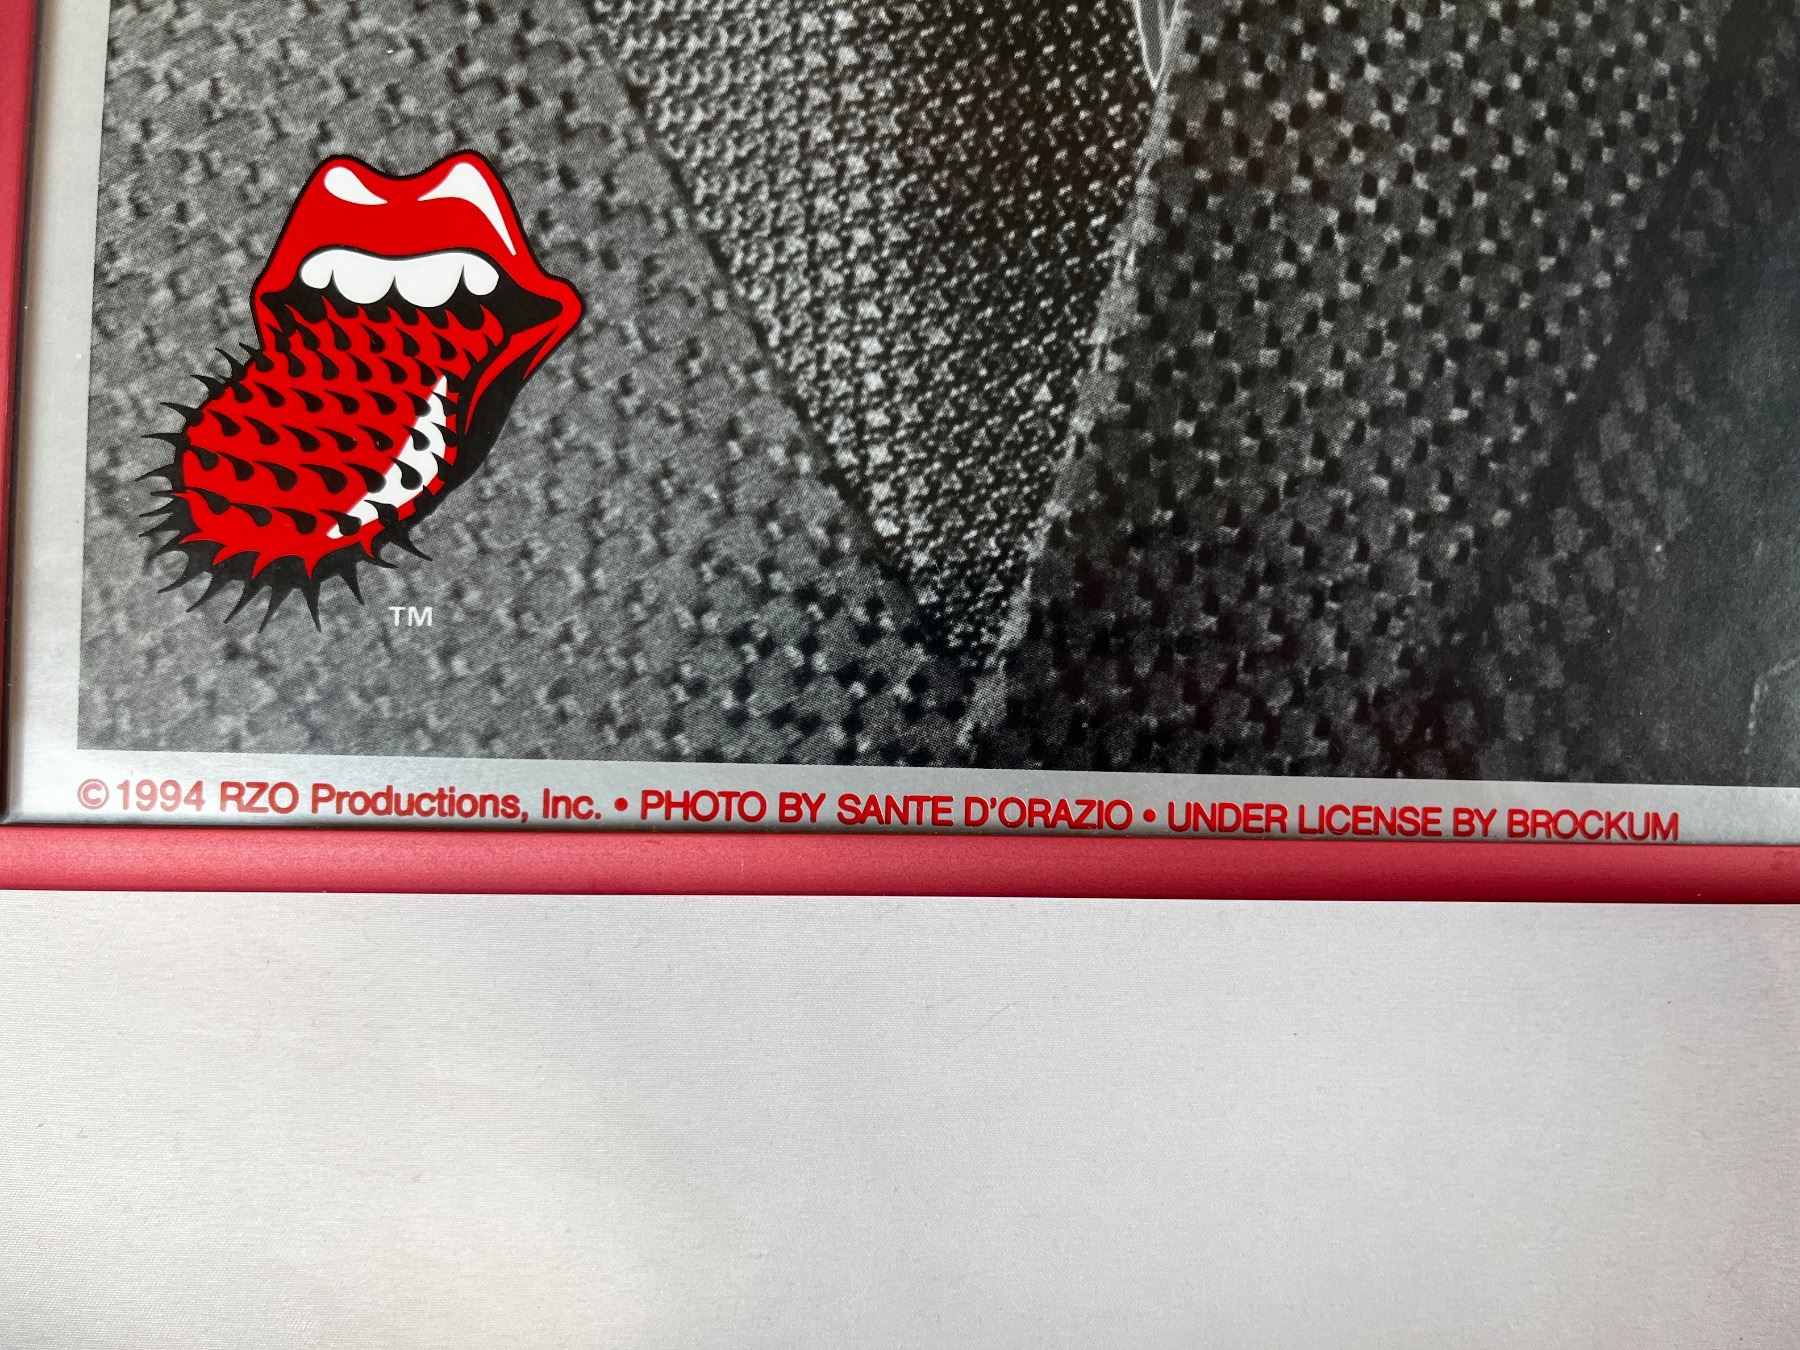 TM
©1994 RZO Productions, Inc. • PHOTO BY SANTE D'ORAZIO • UNDER LICENSE BY BROCKUM